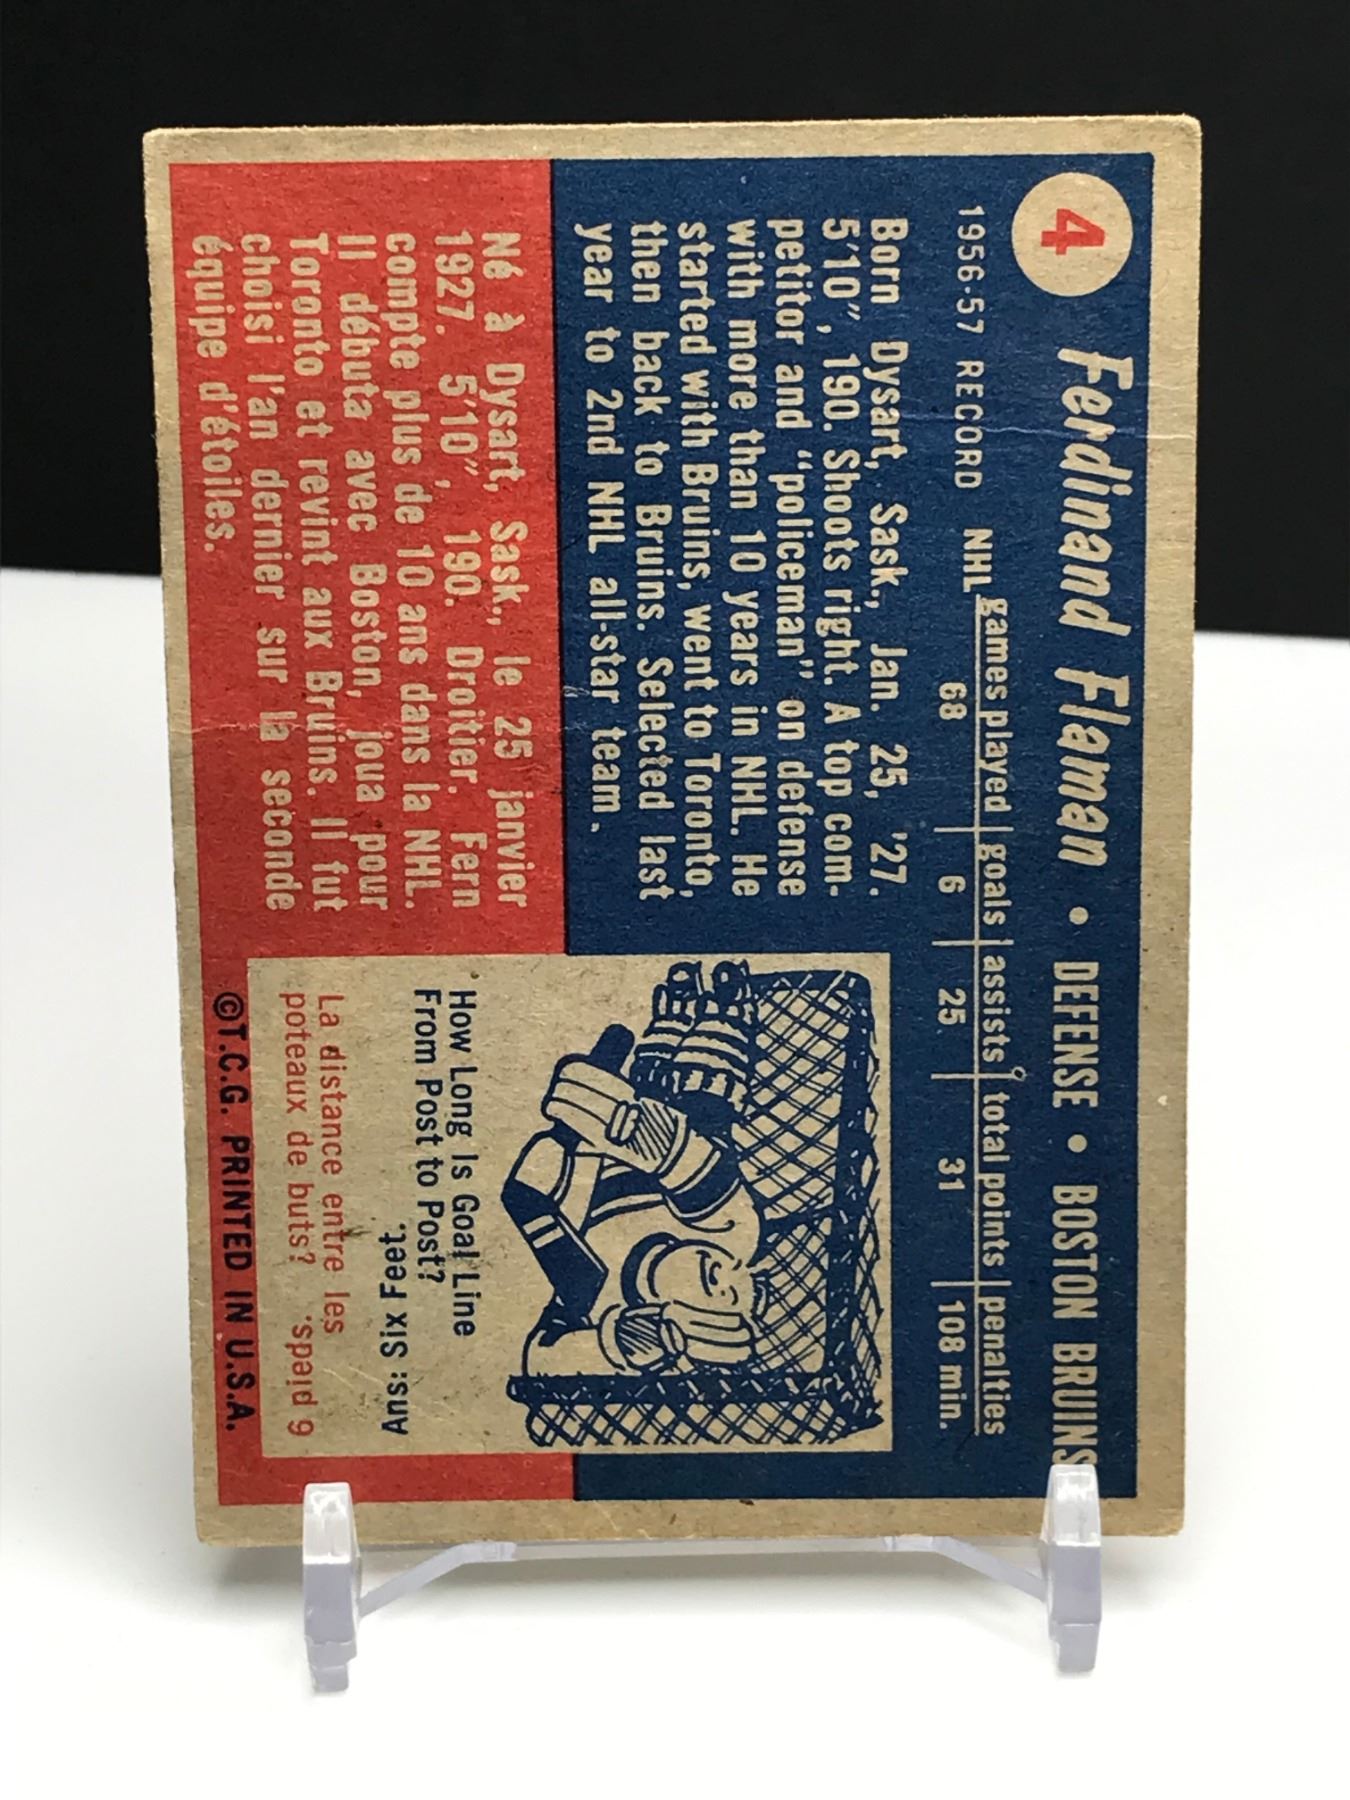 4 Ferdinand Flaman • DEFENSE • BOSTON BRUINS
1956-57 RECORD NHL games played goals assists total points penalties
68 6 25 31 108 min.
Born Dysart, Sask., Jan. 25, '27.
5'10", 190. Shoots right. A top com-
petitor and "policeman" on defense
with more than 10 years in NHL. He
started with Bruins, went to Toronto,
then back to Bruins. Selected last
year to 2nd NHL all-star team.
Né à Dysart, Sask., le 25 janvier
1927. 5'10", 190. Droitier. Fern
compte plus de 10 ans dans la NHL.
Il débuta avec Boston, joua pour
Toronto et revint aux Bruins. Il fut
choisi l'an dernier sur la seconde
équipe d'étoiles.
How Long Is Goal Line
From Post to Post?
Ans: Six Feet.
La distance entre les
poteaux de buts? 6 pieds.
©T.C.G. PRINTED IN U.S.A.